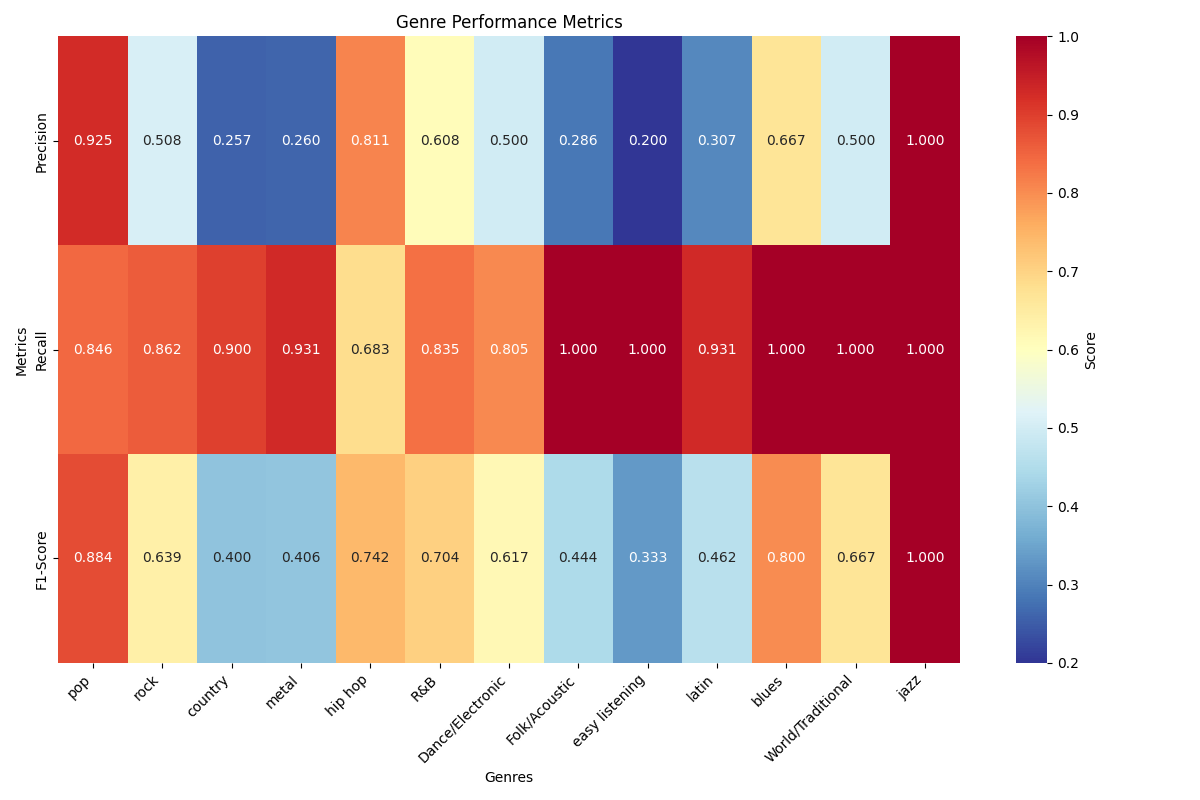 Genre Performance Metrics
Precision
0.925 0.508 0.257 0.260 0.811 0.608 0.500 0.286 0.200 0.307 0.667 0.500 1.000
Metrics
Recall
0.846 0.862 0.900 0.931 0.683 0.835 0.805 1.000 1.000 0.931 1.000 1.000 1.000
F1-Score
0.884 0.639 0.400 0.406 0.742 0.704 0.617 0.444 0.333 0.462 0.800 0.667 1.000
pop rock country metal hip hop R&B Dance/Electronic Folk/Acoustic easy listening latin blues World/Traditional jazz
Genres
1.0
0.9
0.8
0.7
0.6
0.5
0.4
0.3
0.2
Score